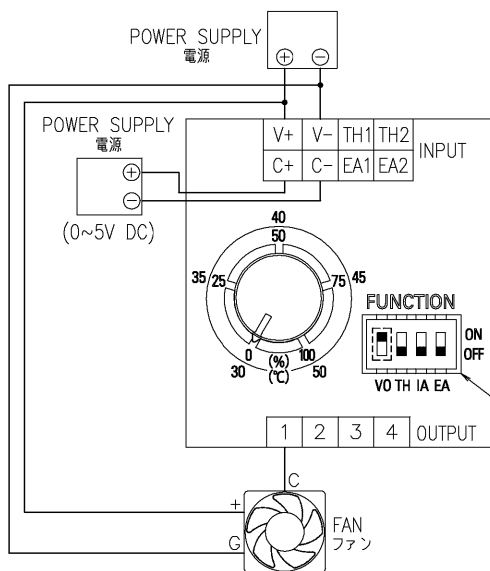 POWER SUPPLY
電源
+ −
POWER SUPPLY
電源
+
−
(0~5V DC)
V+ V− TH1 TH2
C+ C− EA1 EA2
INPUT
40
50
35 25 75 45
0 (%) 100
30 (℃) 50
FUNCTION
ON
OFF
VO TH IA EA
1 2 3 4 OUTPUT
C
+
G
FAN
ファン